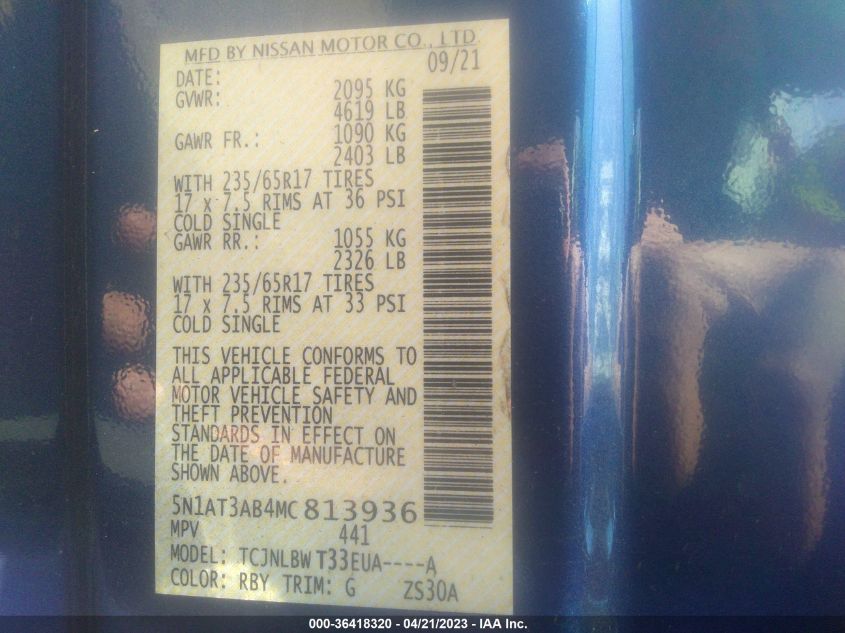 MFD BY NISSAN MOTOR CO., LTD
DATE: 09/21
GVWR: 2095 KG
4619 LB
GAWR FR.: 1090 KG
2403 LB
WITH 235/65R17 TIRES
17 x 7.5 RIMS AT 36 PSI
COLD SINGLE
GAWR RR.: 1055 KG
2326 LB
WITH 235/65R17 TIRES
17 x 7.5 RIMS AT 33 PSI
COLD SINGLE
THIS VEHICLE CONFORMS TO
ALL APPLICABLE FEDERAL
MOTOR VEHICLE SAFETY AND
THEFT PREVENTION
STANDARDS IN EFFECT ON
THE DATE OF MANUFACTURE
SHOWN ABOVE.
5N1AT3AB4MC 813936
MPV 441
MODEL: TCJNLBW T33EUA----A
COLOR: RBY TRIM: G ZS30A
000-36418320 - 04/21/2023 - IAA Inc.